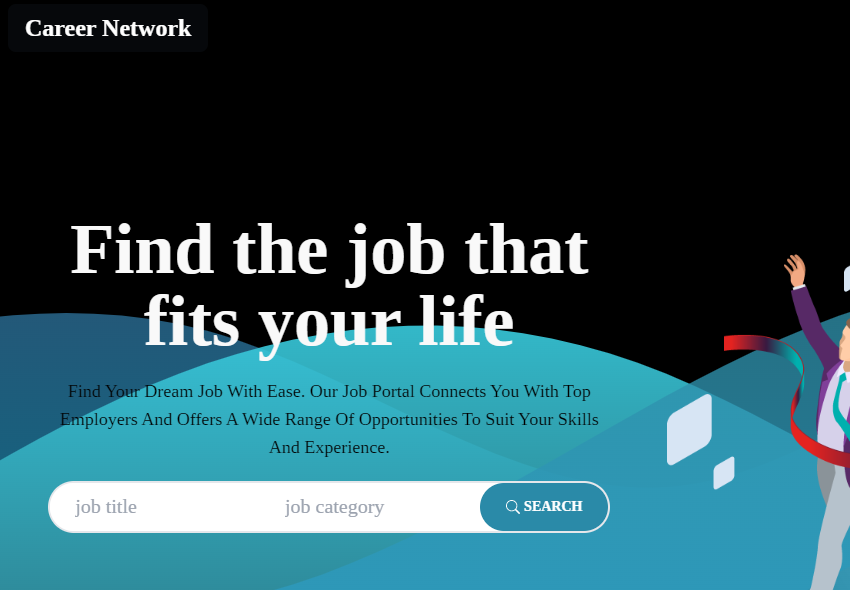 Career Network
Find the job that
fits your life
Find Your Dream Job With Ease. Our Job Portal Connects You With Top
Employers And Offers A Wide Range Of Opportunities To Suit Your Skills
And Experience.
job title job category SEARCH